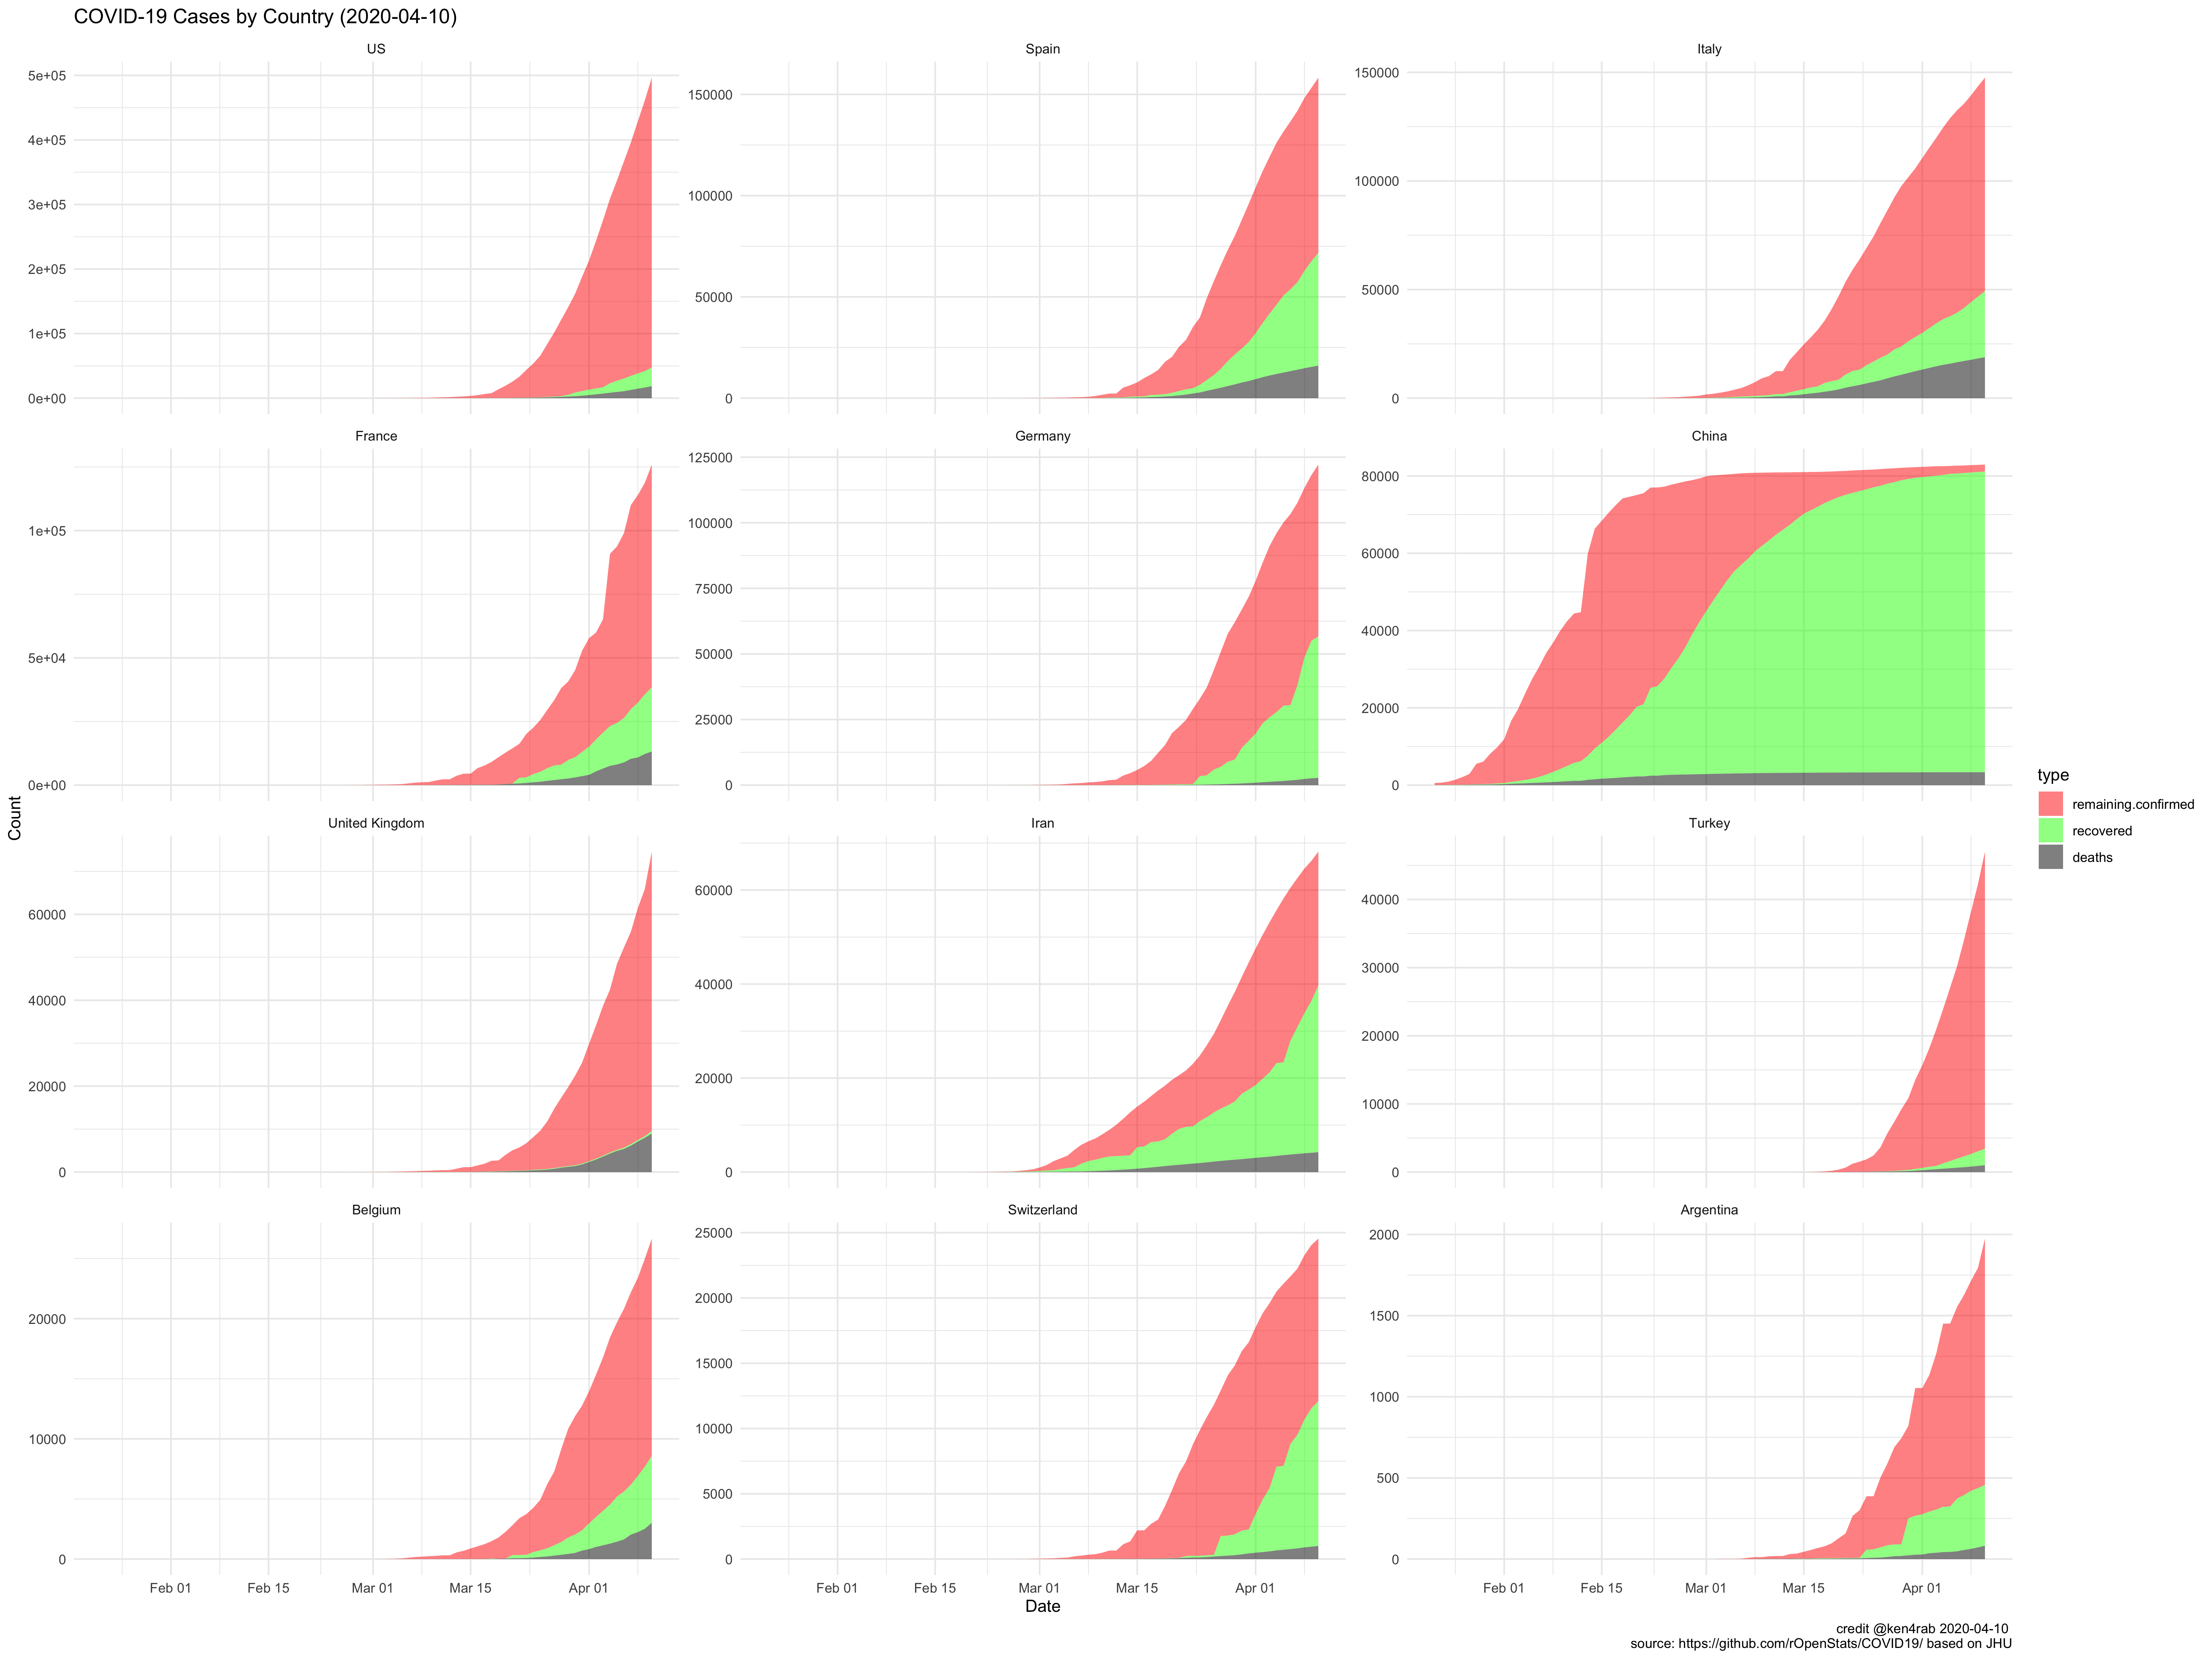 COVID-19 Cases by Country (2020-04-10)
US
Spain
Italy
5e+05
4e+05
3e+05
2e+05
1e+05
0e+00
150000
100000
50000
0
150000
100000
50000
0
France
Germany
China
1e+05
5e+04
0e+00
125000
100000
75000
50000
25000
0
80000
60000
40000
20000
0
Count
United Kingdom
Iran
Turkey
60000
40000
20000
0
60000
40000
20000
0
40000
30000
20000
10000
0
Belgium
Switzerland
Argentina
20000
10000
0
25000
20000
15000
10000
5000
0
2000
1500
1000
500
0
Feb 01 Feb 15 Mar 01 Mar 15 Apr 01
Feb 01 Feb 15 Mar 01 Mar 15 Apr 01
Feb 01 Feb 15 Mar 01 Mar 15 Apr 01
Date
type
remaining.confirmed
recovered
deaths
credit @ken4rab 2020-04-10
source: https://github.com/rOpenStats/COVID19/ based on JHU